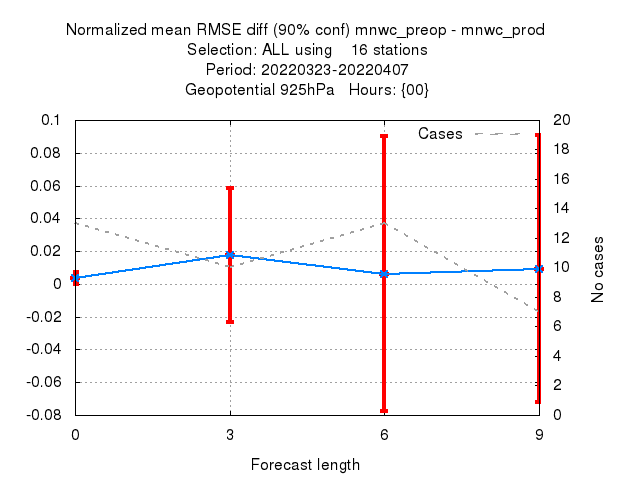 Normalized mean RMSE diff (90% conf) mnwc_preop - mnwc_prod
Selection: ALL using    16 stations
Period: 20220323-20220407
Geopotential 925hPa   Hours: {00}
Cases
0.1
0.08
0.06
0.04
0.02
0
-0.02
-0.04
-0.06
-0.08
20
18
16
14
12
10
8
6
4
2
0
No cases
0 3 6 9
Forecast length